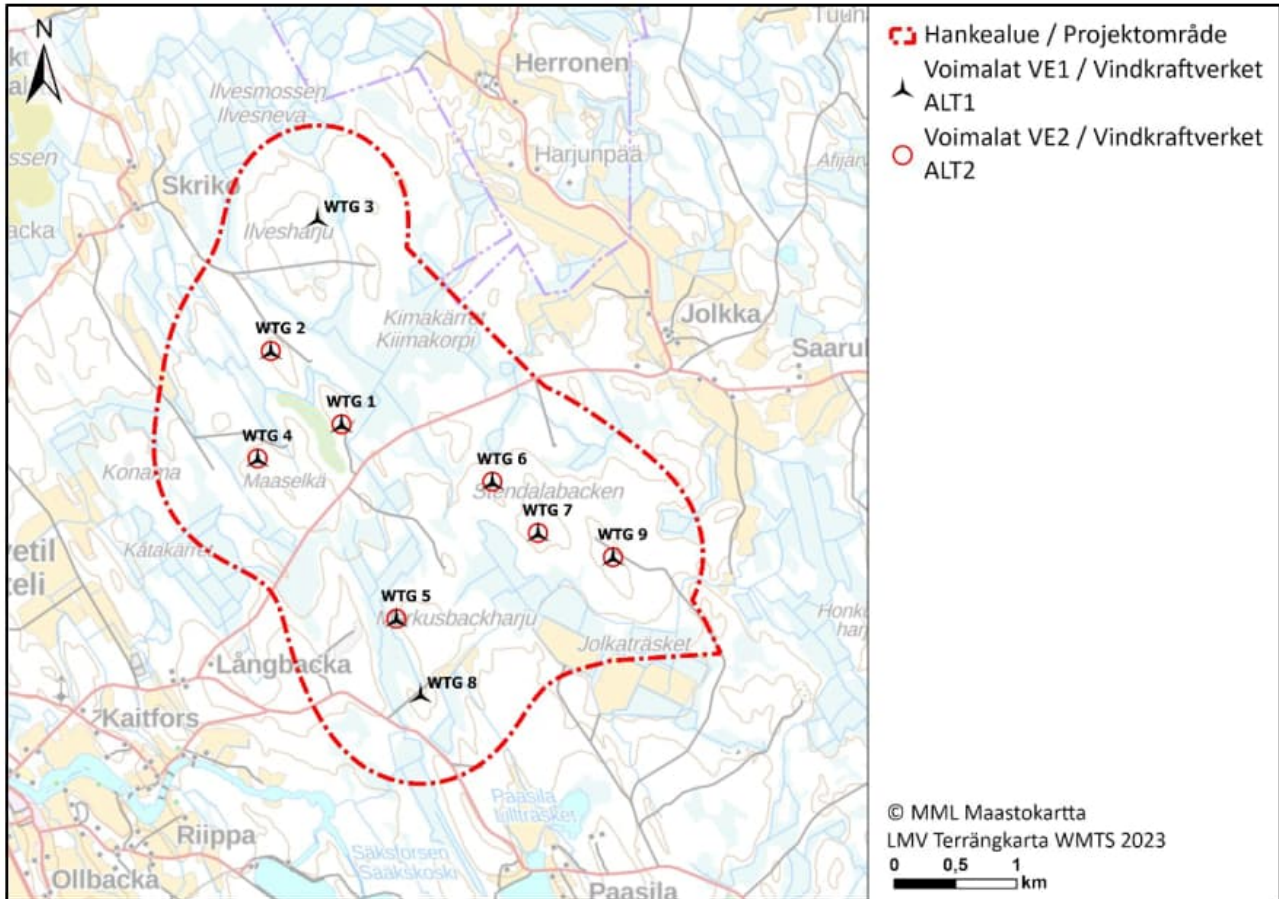 N
Herronen
Ilvesmossen
Ilvesneva
Harjunpää
Skriko
WTG 3
Ilvesharju
Kimakärret
Kiimakorpi
Jolkka
WTG 2
WTG 1
WTG 4
Konama
Maaselkä
WTG 6
Stendalabacken
WTG 7
WTG 9
Kåtakärret
WTG 5
Markusbackharju
Jolkaträsket
Långbacka
WTG 8
Kaitfors
Paasila
Lillträsket
Riippa
Säksforsen
Sääkskoski
Ollbacka
Paasila
Hankealue / Projektområde
Voimalat VE1 / Vindkraftverket
ALT1
Voimalat VE2 / Vindkraftverket
ALT2
© MML Maastokartta
LMV Terrängkarta WMTS 2023
0 0,5 1
km